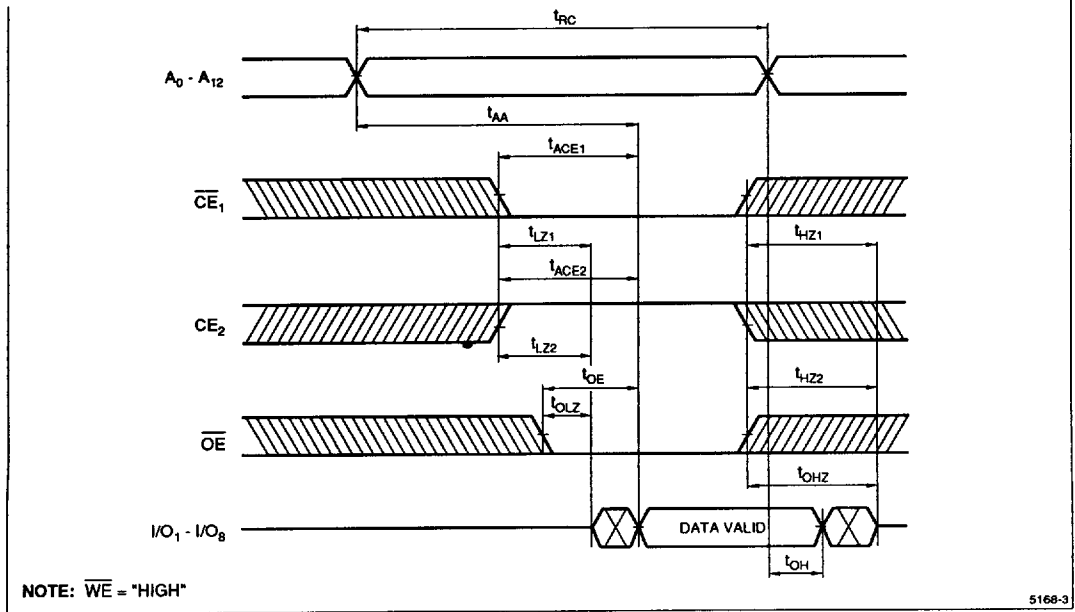 tRC
A0 - A12
tAA
tACE1
CE1
tLZ1
tHZ1
tACE2
CE2
tLZ2
tOE
tHZ2
tOLZ
OE
tOHZ
I/O1 - I/O8
DATA VALID
tOH
NOTE: WE = "HIGH"
5168-3